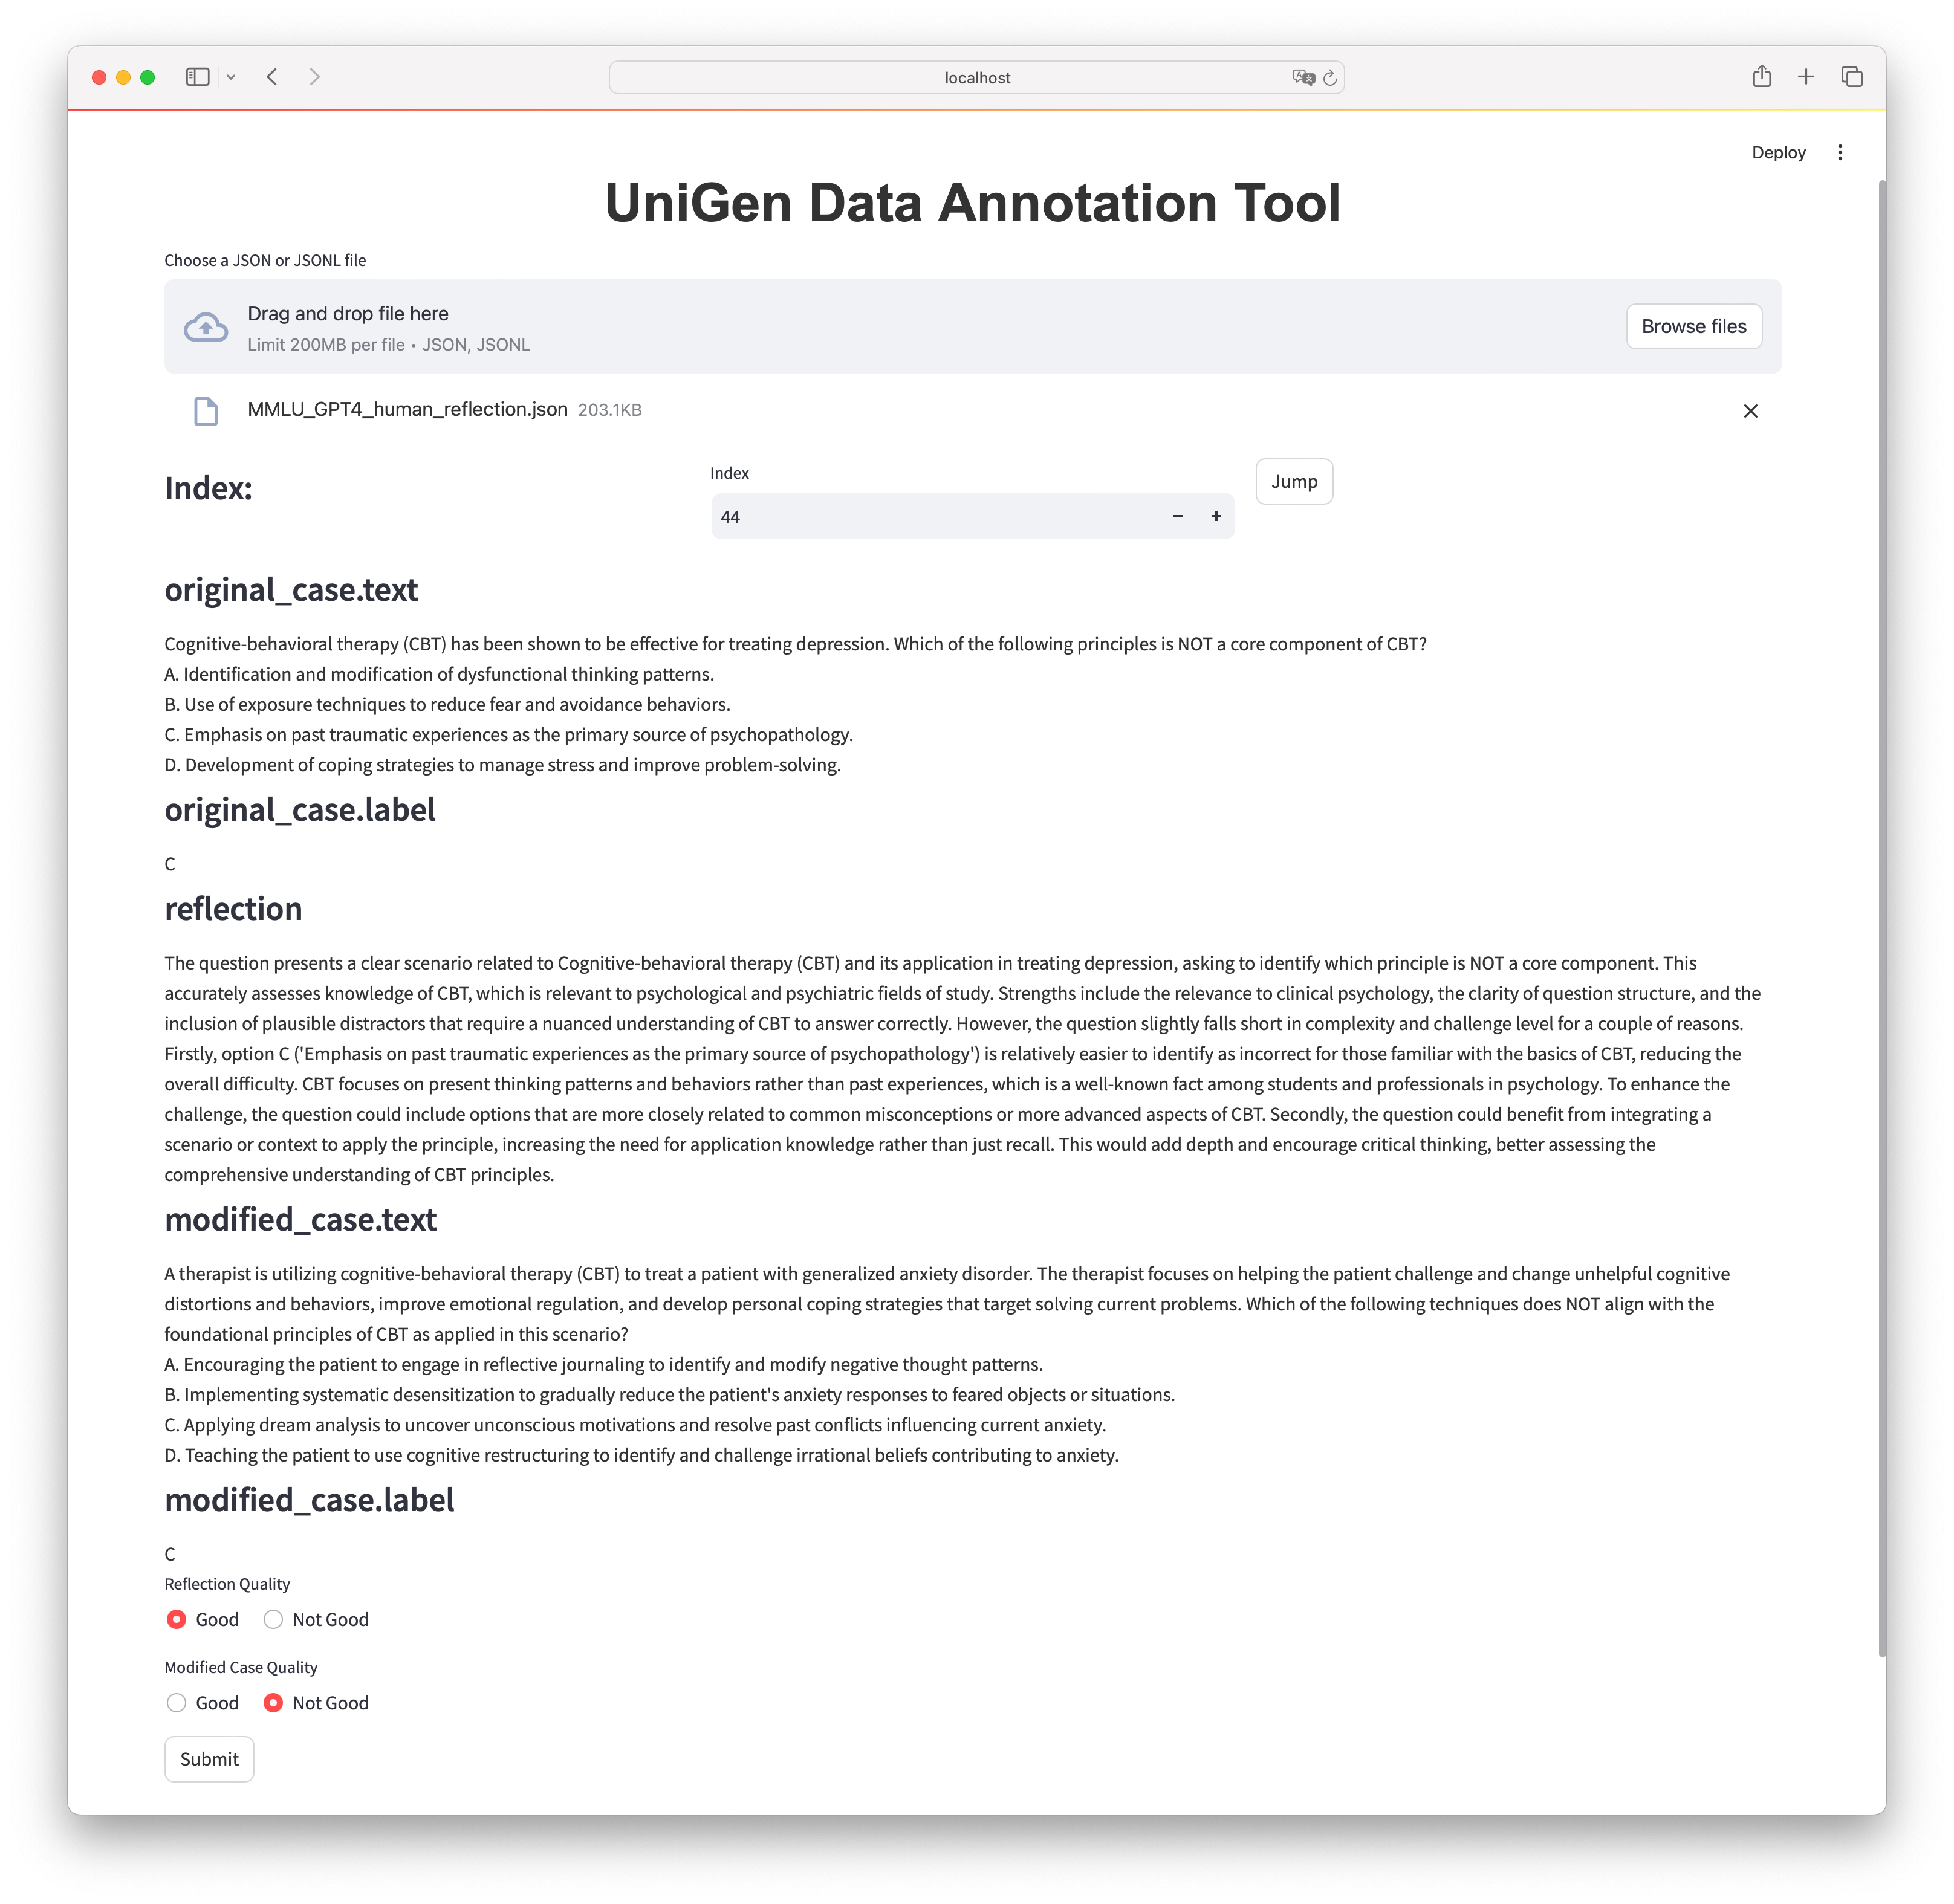 localhost
Deploy
UniGen Data Annotation Tool
Choose a JSON or JSONL file
Drag and drop file here
Limit 200MB per file • JSON, JSONL
Browse files
MMLU_GPT4_human_reflection.json 203.1KB
Index:
Index
44
Jump
original_case.text
Cognitive-behavioral therapy (CBT) has been shown to be effective for treating depression. Which of the following principles is NOT a core component of CBT?
A. Identification and modification of dysfunctional thinking patterns.
B. Use of exposure techniques to reduce fear and avoidance behaviors.
C. Emphasis on past traumatic experiences as the primary source of psychopathology.
D. Development of coping strategies to manage stress and improve problem-solving.
original_case.label
C
reflection
The question presents a clear scenario related to Cognitive-behavioral therapy (CBT) and its application in treating depression, asking to identify which principle is NOT a core component. This
accurately assesses knowledge of CBT, which is relevant to psychological and psychiatric fields of study. Strengths include the relevance to clinical psychology, the clarity of question structure, and the
inclusion of plausible distractors that require a nuanced understanding of CBT to answer correctly. However, the question slightly falls short in complexity and challenge level for a couple of reasons.
Firstly, option C ('Emphasis on past traumatic experiences as the primary source of psychopathology') is relatively easier to identify as incorrect for those familiar with the basics of CBT, reducing the
overall difficulty. CBT focuses on present thinking patterns and behaviors rather than past experiences, which is a well-known fact among students and professionals in psychology. To enhance the
challenge, the question could include options that are more closely related to common misconceptions or more advanced aspects of CBT. Secondly, the question could benefit from integrating a
scenario or context to apply the principle, increasing the need for application knowledge rather than just recall. This would add depth and encourage critical thinking, better assessing the
comprehensive understanding of CBT principles.
modified_case.text
A therapist is utilizing cognitive-behavioral therapy (CBT) to treat a patient with generalized anxiety disorder. The therapist focuses on helping the patient challenge and change unhelpful cognitive
distortions and behaviors, improve emotional regulation, and develop personal coping strategies that target solving current problems. Which of the following techniques does NOT align with the
foundational principles of CBT as applied in this scenario?
A. Encouraging the patient to engage in reflective journaling to identify and modify negative thought patterns.
B. Implementing systematic desensitization to gradually reduce the patient's anxiety responses to feared objects or situations.
C. Applying dream analysis to uncover unconscious motivations and resolve past conflicts influencing current anxiety.
D. Teaching the patient to use cognitive restructuring to identify and challenge irrational beliefs contributing to anxiety.
modified_case.label
C
Reflection Quality
Good Not Good
Modified Case Quality
Good Not Good
Submit